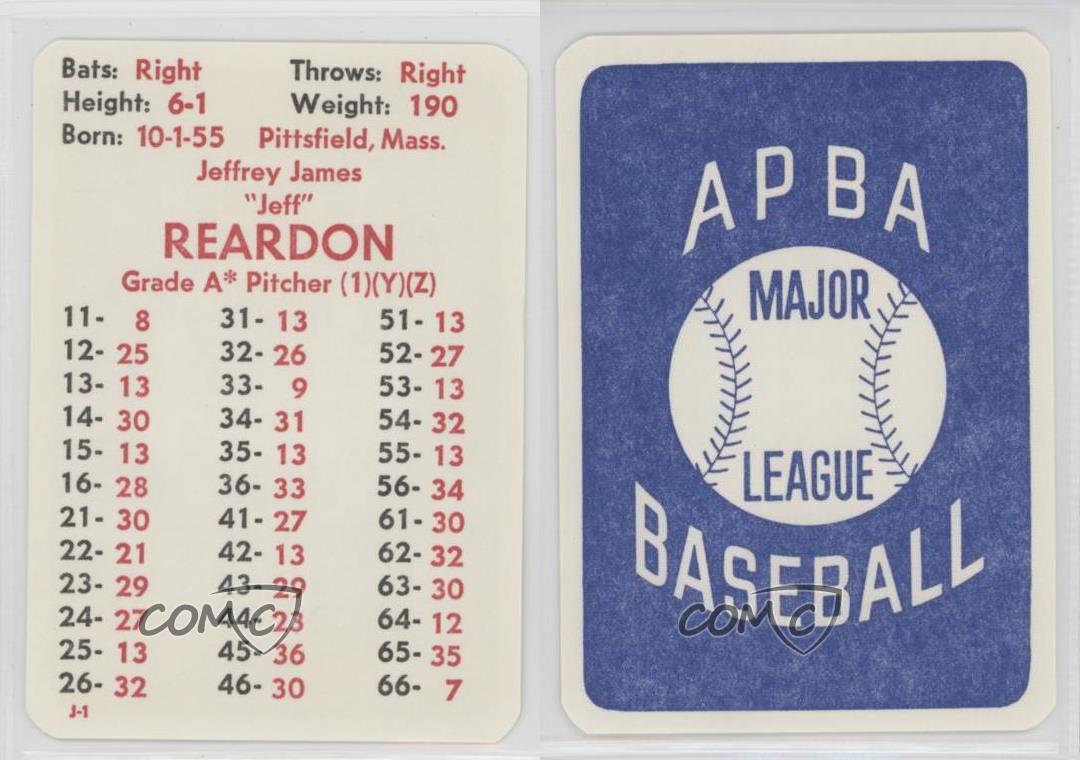 Bats: Right Throws: Right
Height: 6-1 Weight: 190
Born: 10-1-55 Pittsfield, Mass.
Jeffrey James
"Jeff"
REARDON
Grade A* Pitcher (1)(Y)(Z)
11- 8 31- 13 51- 13
12- 25 32- 26 52- 27
13- 13 33- 9 53- 13
14- 30 34- 31 54- 32
15- 13 35- 13 55- 13
16- 28 36- 33 56- 34
21- 30 41- 27 61- 30
22- 21 42- 13 62- 32
23- 29 43- 29 63- 30
24- 27 44- 23 64- 12
25- 13 45- 36 65- 35
26- 32 46- 30 66- 7
J-1
COMC
APBA
MAJOR
LEAGUE
BASEBALL
COMC